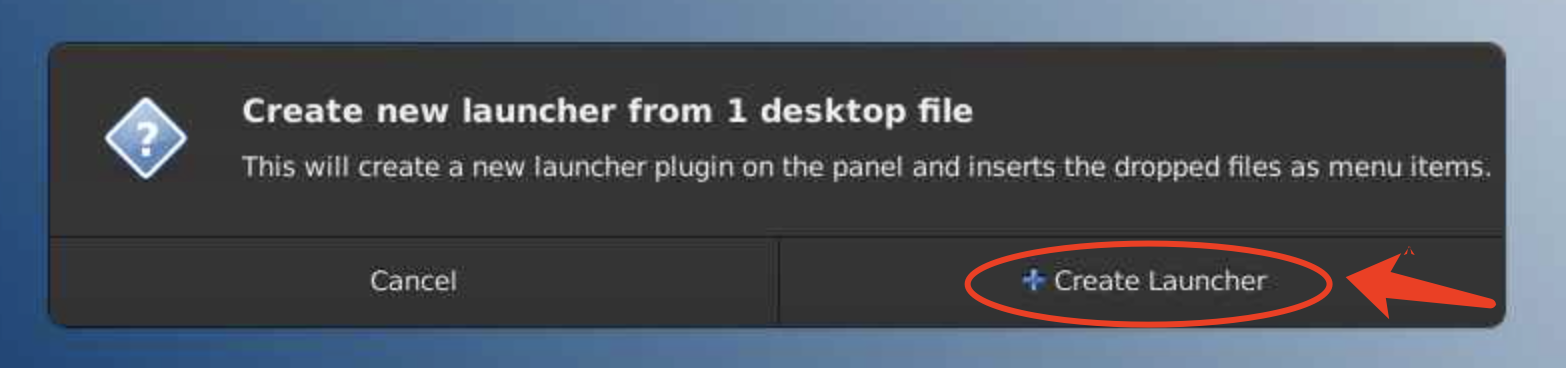 Create new launcher from 1 desktop file
This will create a new launcher plugin on the panel and inserts the dropped files as menu items.
Cancel
Create Launcher